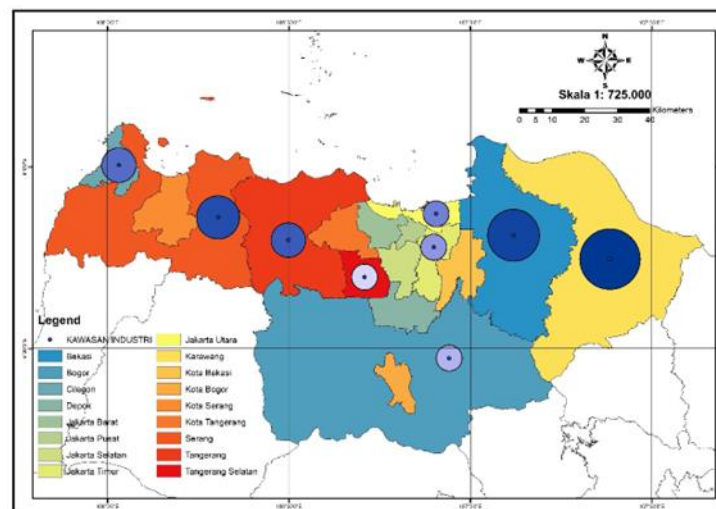 N
W E
S
Skala 1: 725.000
Kilometers
0 5 10 20 30 40
Legend
KAWASAN INDUSTRI
Bekasi
Bogor
Cilegon
Depok
Jakarta Barat
Jakarta Pusat
Jakarta Selatan
Jakarta Timur
Jakarta Utara
Karawang
Kota Bekasi
Kota Bogor
Kota Serang
Kota Tangerang
Serang
Tangerang
Tangerang Selatan